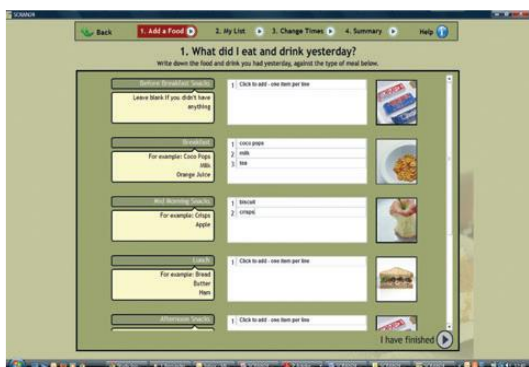 SCRAN24
Back
1. Add a Food
2. My List
3. Change Times
4. Summary
Help
1. What did I eat and drink yesterday?
Write down the food and drink you had yesterday, against the type of meal below.
Before Breakfast Snacks
Leave blank if you didn't have
anything
1 Click to add - one item per line
Breakfast
For example: Coco Pops
Milk
Orange Juice
1 coco pops
2 milk
3 tea
Mid Morning Snacks
For example: Crisps
Apple
1 biscuit
2 crisps
Lunch
For example: Bread
Butter
Ham
1 Click to add - one item per line
Afternoon Snacks
1 Click to add - one item per line
I have finished